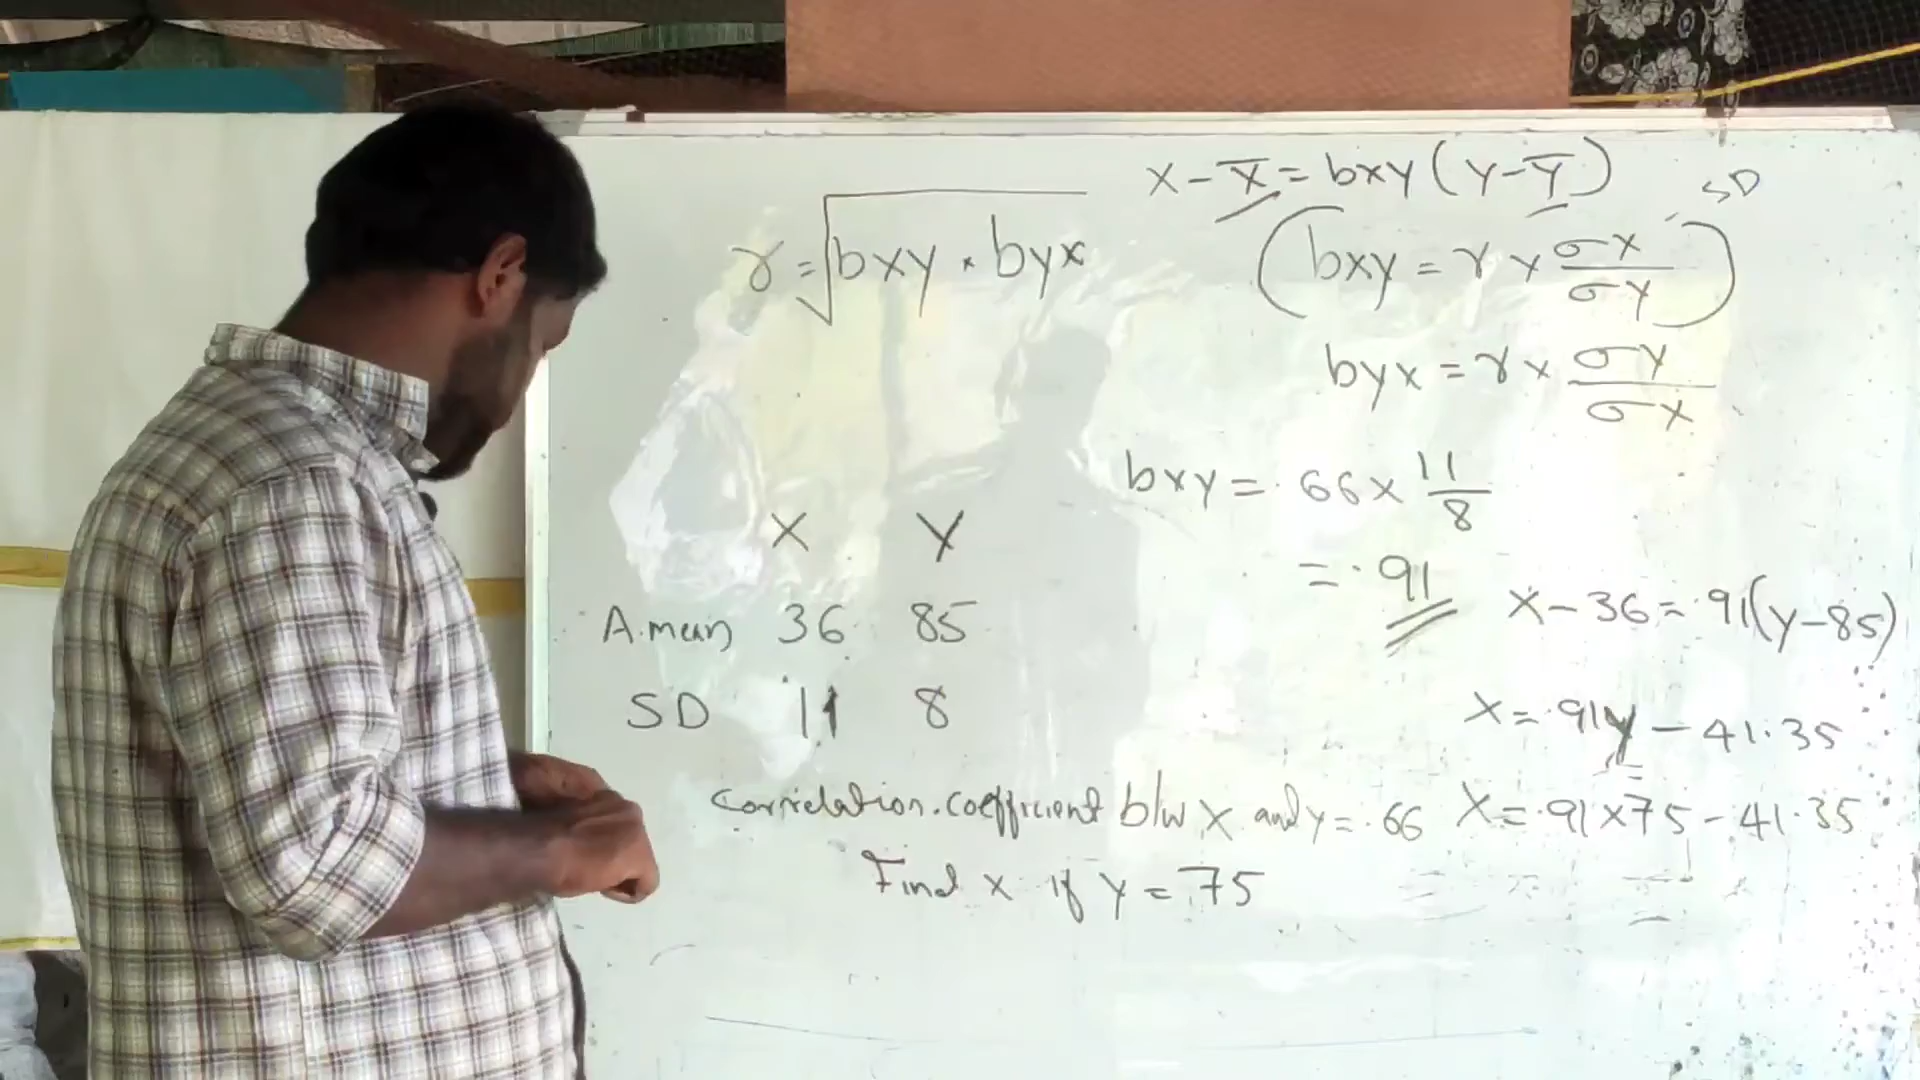 x - x̅ = bxy (y - y̅)
SD
r = √bxy × byx
(bxy = r × σx/σy)
byx = r × σy/σx
bxy = .66 × 11/8
= .91
X Y
A.mean 36 85
SD 11 8
x - 36 = .91(y - 85)
x = .91y - 41.35
Correlation coefficient b/w x and y = .66
x = .91 × 75 - 41.35
Find x if y = 75